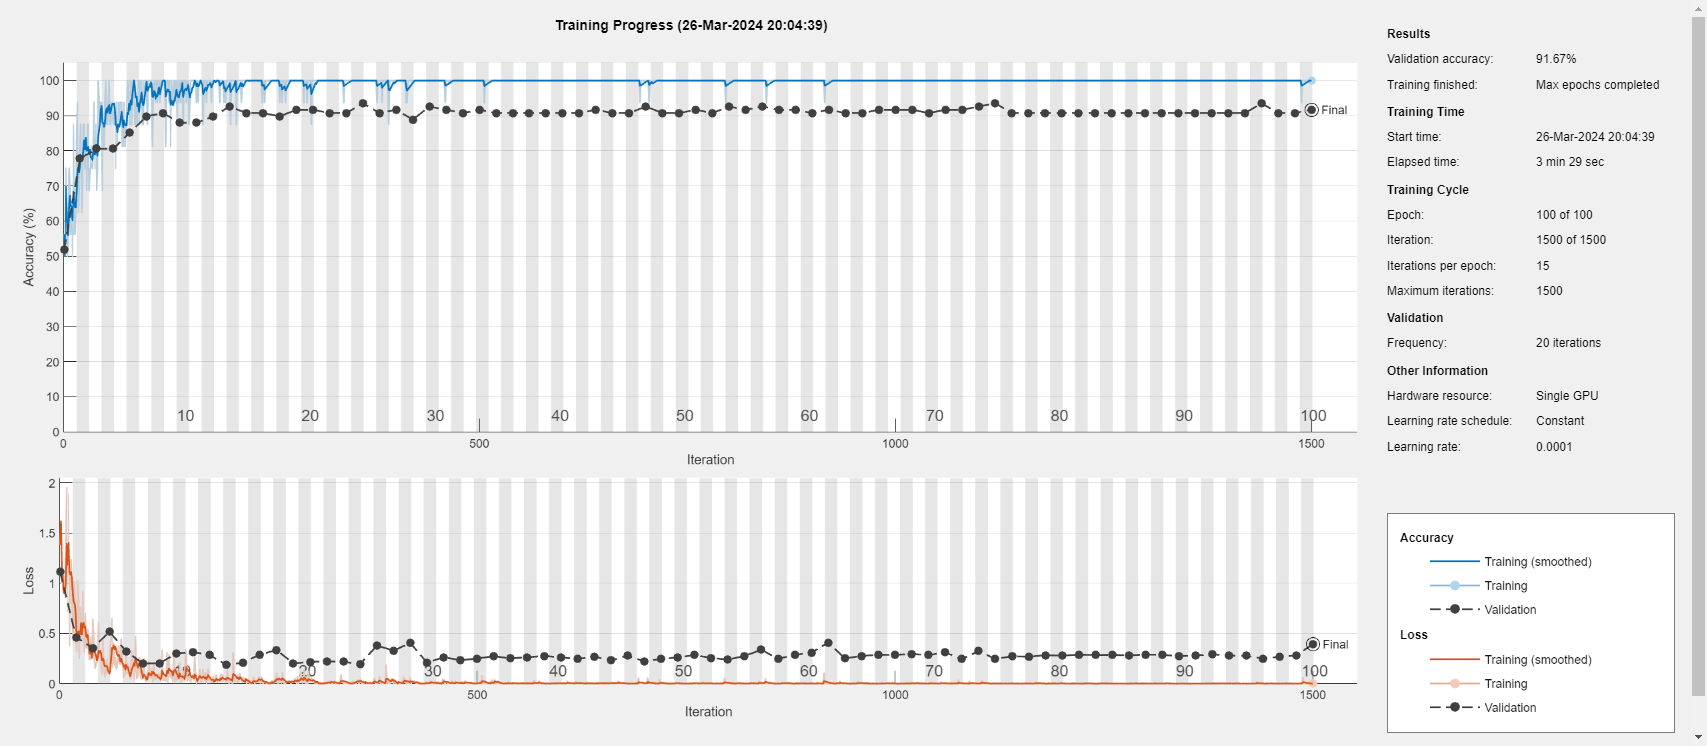 Training Progress (26-Mar-2024 20:04:39)
100
90
80
70
60
50
40
30
20
10
0
Accuracy (%)
Final
10
20
30
40
50
60
70
80
90
100
0
500
1000
1500
Iteration
2
1.5
1
0.5
0
Loss
Final
10
20
30
40
50
60
70
80
90
100
0
500
1000
1500
Iteration
Results
Validation accuracy: 91.67%
Training finished: Max epochs completed
Training Time
Start time: 26-Mar-2024 20:04:39
Elapsed time: 3 min 29 sec
Training Cycle
Epoch: 100 of 100
Iteration: 1500 of 1500
Iterations per epoch: 15
Maximum iterations: 1500
Validation
Frequency: 20 iterations
Other Information
Hardware resource: Single GPU
Learning rate schedule: Constant
Learning rate: 0.0001
Accuracy
Training (smoothed)
Training
Validation
Loss
Training (smoothed)
Training
Validation